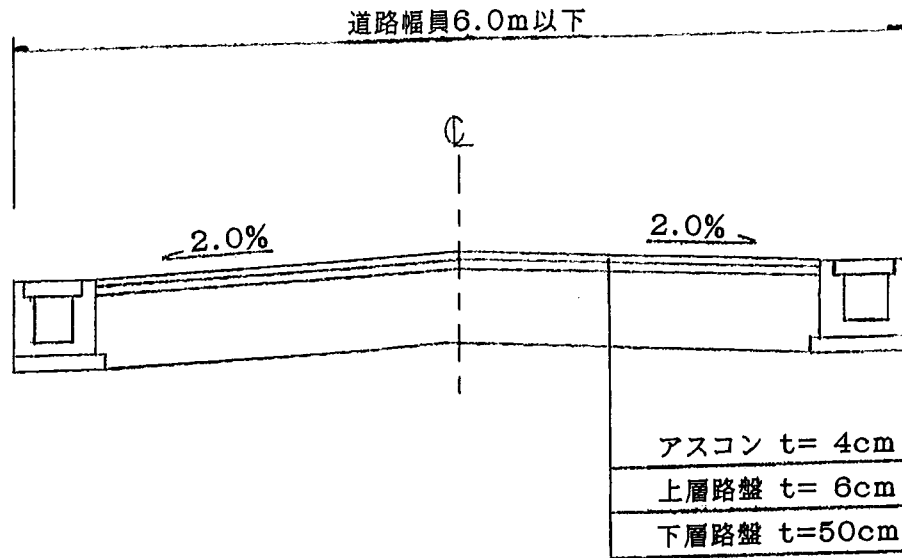 道路幅員6.0m以下
℄
2.0%
2.0%
アスコン t= 4cm
上層路盤 t= 6cm
下層路盤 t=50cm